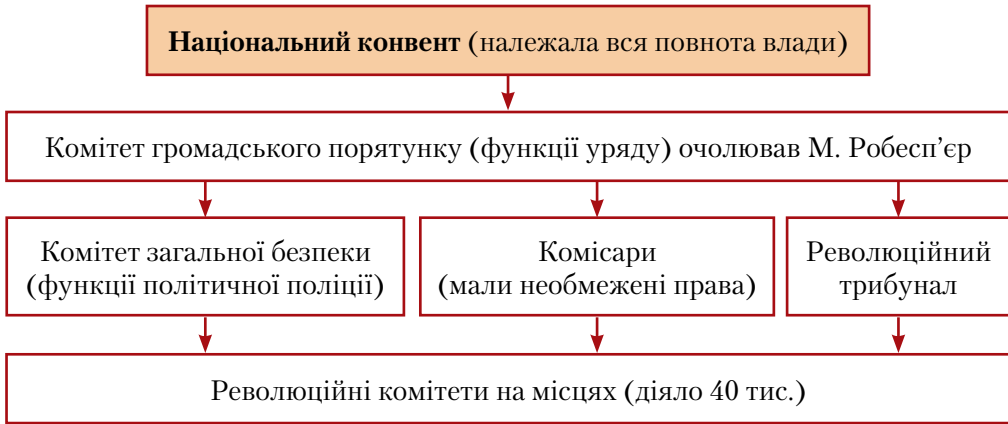 Національний конвент (належала вся повнота влади)
Комітет громадського порятунку (функції уряду) очолював М. Робесп’єр
Комітет загальної безпеки
(функції політичної поліції)
Комісари
(мали необмежені права)
Революційний
трибунал
Революційні комітети на місцях (діяло 40 тис.)